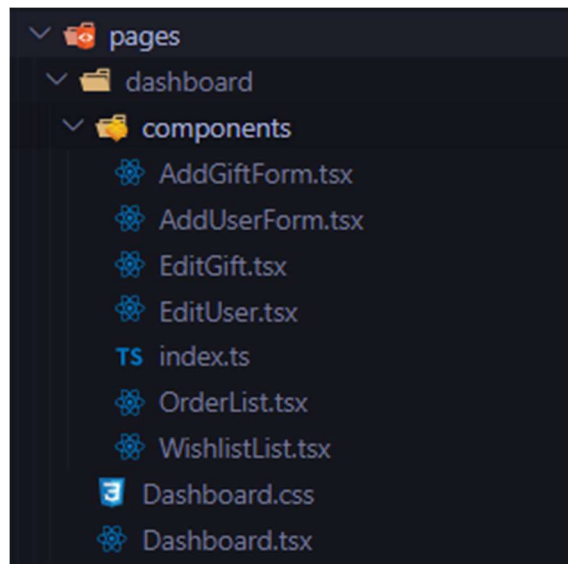 pages
dashboard
components
AddGiftForm.tsx
AddUserForm.tsx
EditGift.tsx
EditUser.tsx
TS index.ts
OrderList.tsx
WishlistList.tsx
Dashboard.css
Dashboard.tsx